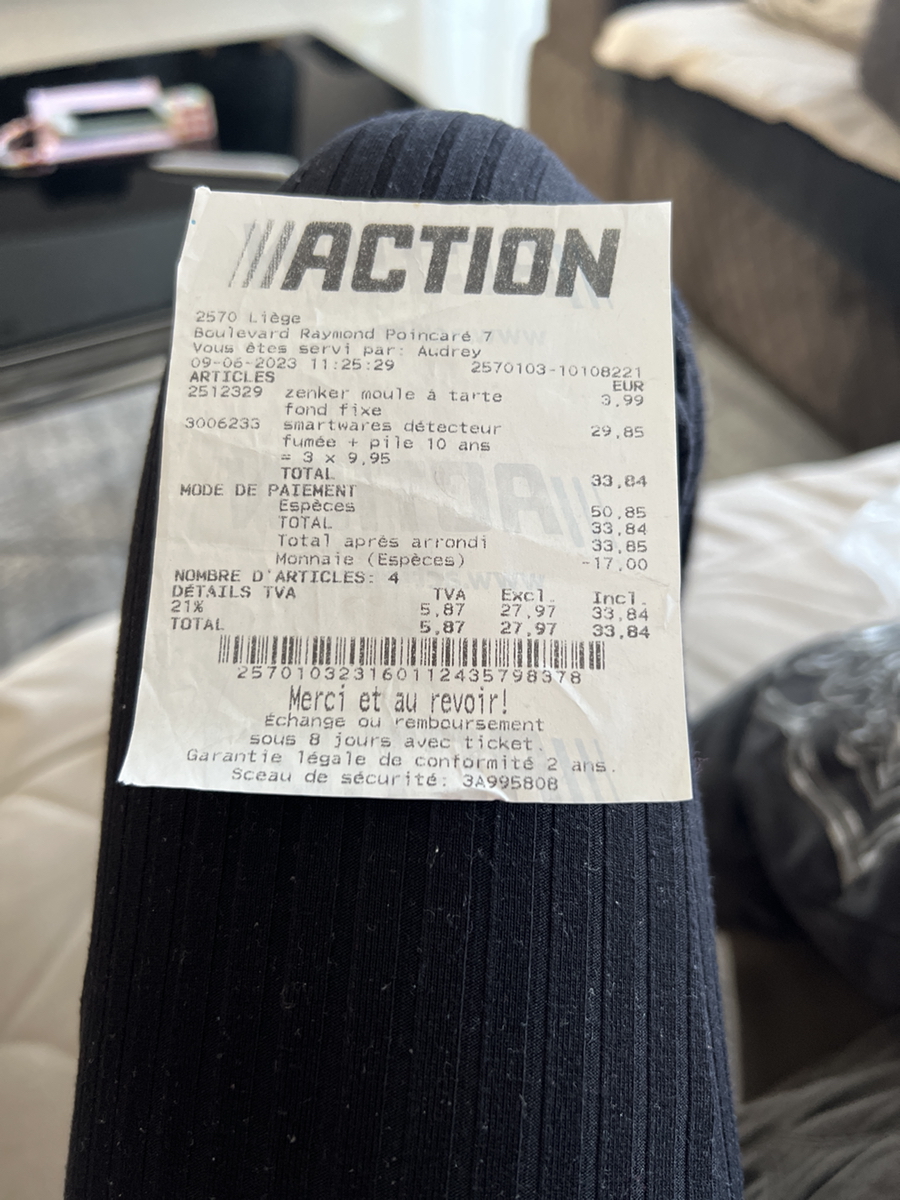 ///ACTION
2570 Liège
Boulevard Raymond Poincaré 7
Vous êtes servi par: Audrey
09-06-2023 11:25:29 2570103-10108221
ARTICLES EUR
2512329 zenker moule à tarte 3,99
fond fixe
3006233 smartwares détecteur 29,85
fumée + pile 10 ans
= 3 x 9,95
TOTAL 33,84
MODE DE PAIEMENT
Espèces 50,85
TOTAL 33,84
Total après arrondi 33,85
Monnaie (Espèces) -17,00
NOMBRE D'ARTICLES: 4
DÉTAILS TVA TVA Excl. Incl.
21% 5,87 27,97 33,84
TOTAL 5,87 27,97 33,84
257010323160112435798378
Merci et au revoir!
Échange ou remboursement
sous 8 jours avec ticket.
Garantie légale de conformité 2 ans.
Sceau de sécurité: 3A995808